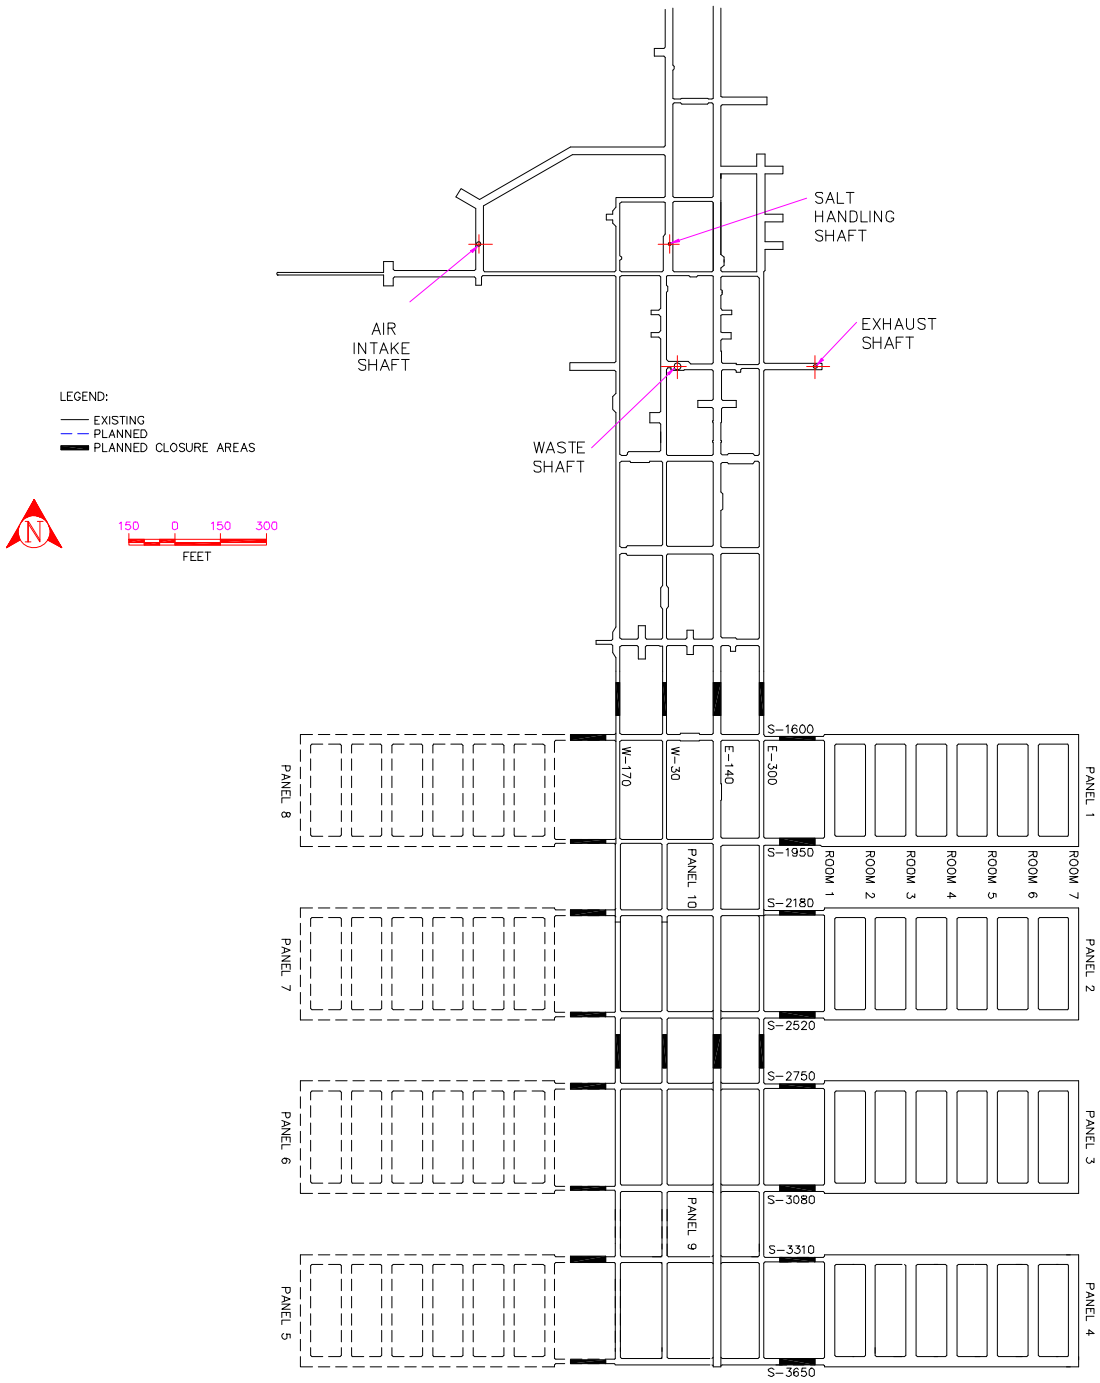 SALT
HANDLING
SHAFT
AIR
INTAKE
SHAFT
EXHAUST
SHAFT
LEGEND:
EXISTING
PLANNED
PLANNED CLOSURE AREAS
WASTE
SHAFT
N
150 0 150 300
FEET
S-1600
W-170
W-30
E-140
E-300
PANEL 8
PANEL 1
S-1950
PANEL 10
ROOM 1
ROOM 2
ROOM 3
ROOM 4
ROOM 5
ROOM 6
ROOM 7
S-2180
PANEL 7
PANEL 2
S-2520
S-2750
PANEL 6
PANEL 3
S-3080
PANEL 9
S-3310
PANEL 5
PANEL 4
S-3650